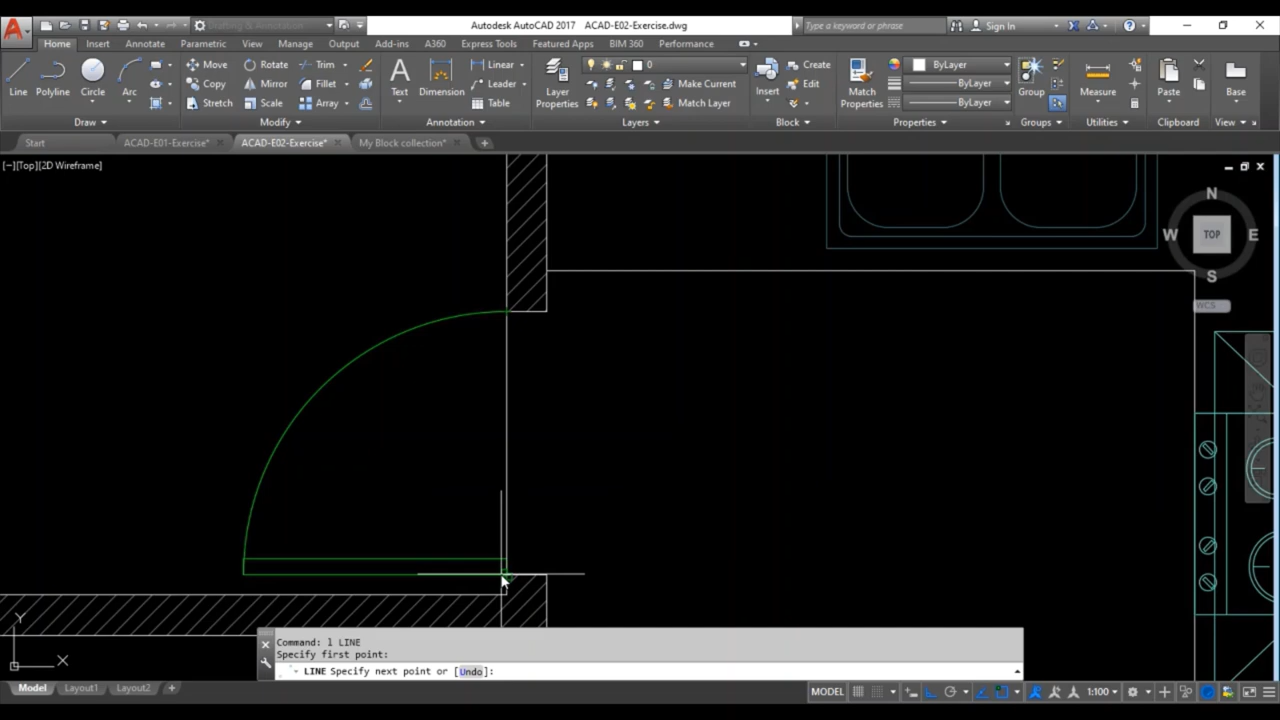 Drafting & Annotation
Autodesk AutoCAD 2017 ACAD-E02-Exercise.dwg
Type a keyword or phrase
Sign In
Home Insert Annotate Parametric View Manage Output Add-ins A360 Express Tools Featured Apps BIM 360 Performance
Line Polyline Circle Arc
Move Rotate Trim
Copy Mirror Fillet
Stretch Scale Array
Text Dimension
Linear
Leader
Table
Layer Properties
0
Make Current
Match Layer
Insert
Create
Edit
Match Properties
ByLayer
ByLayer
ByLayer
Group
Measure
Paste
Base
Draw Modify Annotation Layers Block Properties Groups Utilities Clipboard View
Start ACAD-E01-Exercise* ACAD-E02-Exercise* My Block collection*
[−][Top][2D Wireframe]
N
W TOP E
S
WCS
Y
X
Command: l LINE
Specify first point:
LINE Specify next point or [Undo]:
Model Layout1 Layout2
MODEL
1:100